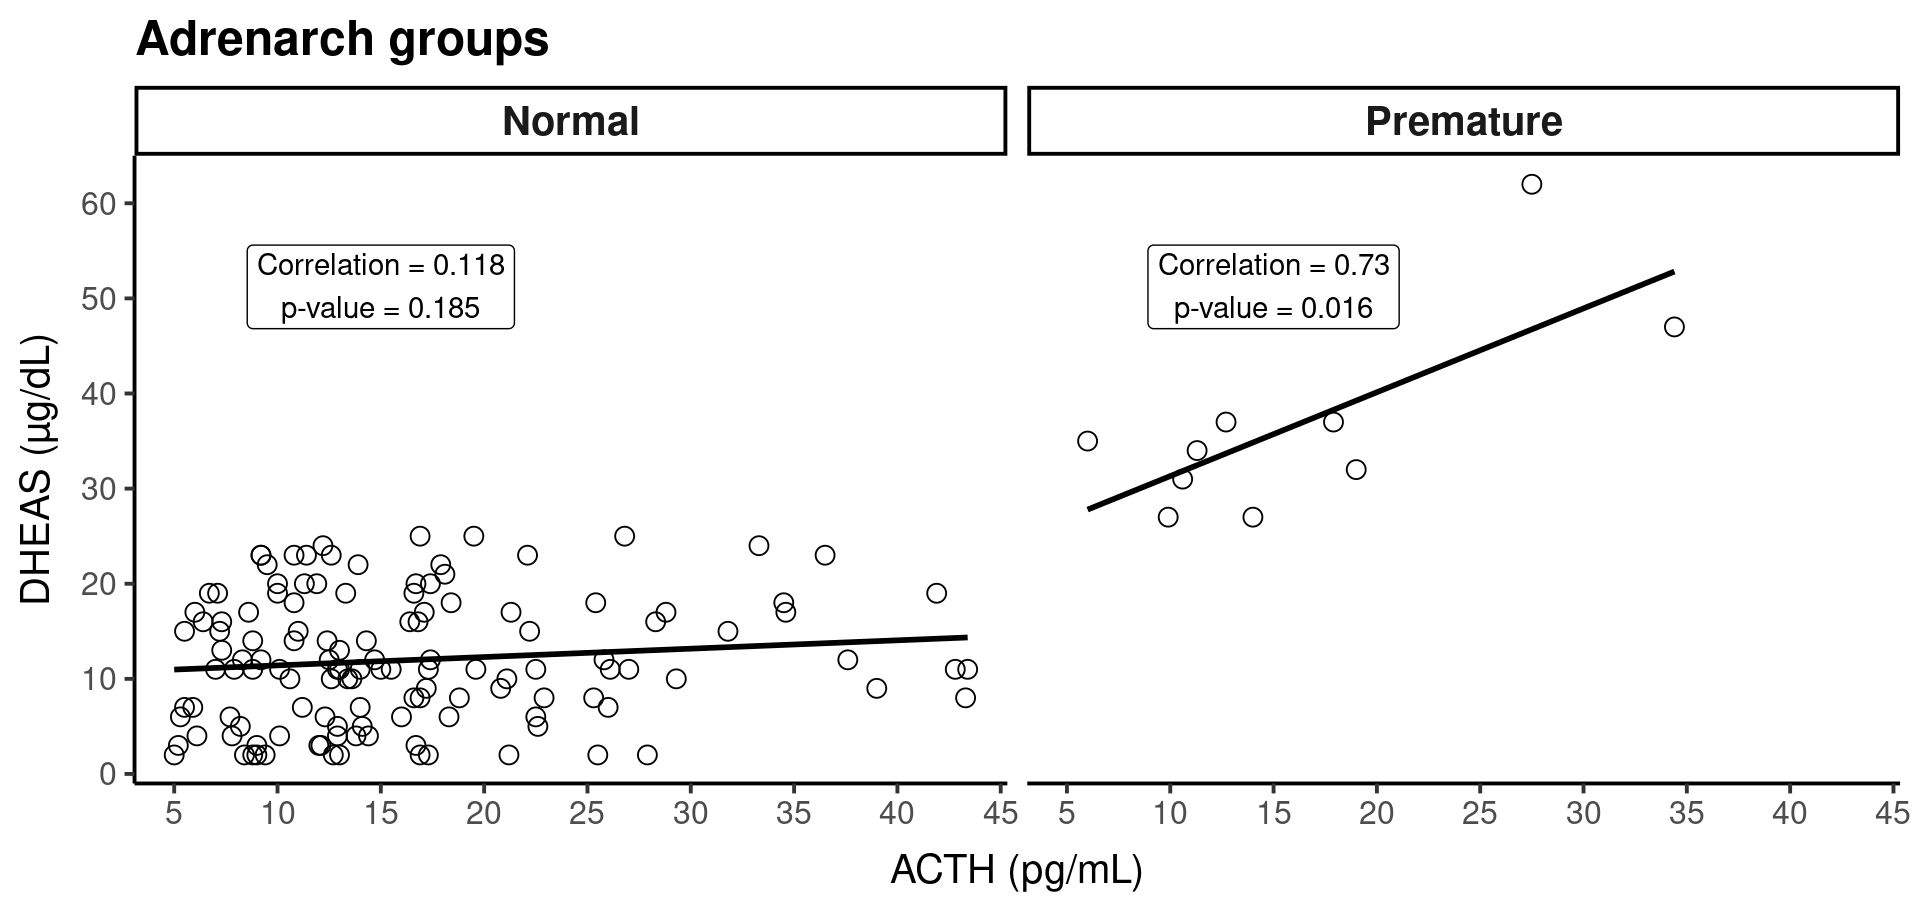 Adrenarch groups
Normal
Premature
Correlation = 0.118
p-value = 0.185
Correlation = 0.73
p-value = 0.016
DHEAS (µg/dL)
60
50
40
30
20
10
0
5 10 15 20 25 30 35 40 45
5 10 15 20 25 30 35 40 45
ACTH (pg/mL)